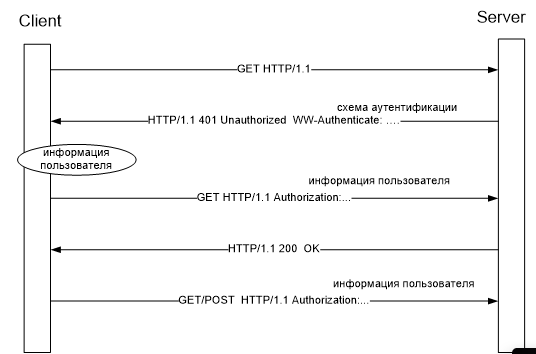 Client
Server
GET HTTP/1.1
схема аутентификации
HTTP/1.1 401 Unauthorized WW-Authenticate: ....
информация
пользователя
информация пользователя
GET HTTP/1.1 Authorization:...
HTTP/1.1 200 OK
информация пользователя
GET/POST HTTP/1.1 Authorization:...